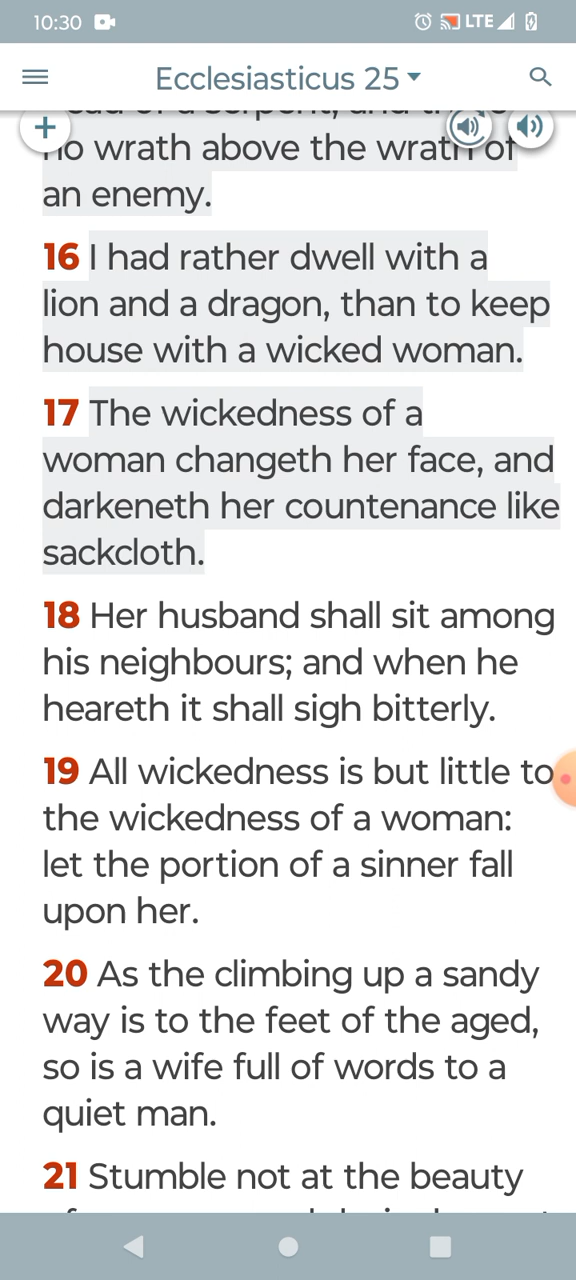 10:30
LTE
Ecclesiasticus 25
of a serpent, and
no wrath above the wrath of
an enemy.
16 I had rather dwell with a
lion and a dragon, than to keep
house with a wicked woman.
17 The wickedness of a
woman changeth her face, and
darkeneth her countenance like
sackcloth.
18 Her husband shall sit among
his neighbours; and when he
heareth it shall sigh bitterly.
19 All wickedness is but little to
the wickedness of a woman:
let the portion of a sinner fall
upon her.
20 As the climbing up a sandy
way is to the feet of the aged,
so is a wife full of words to a
quiet man.
21 Stumble not at the beauty